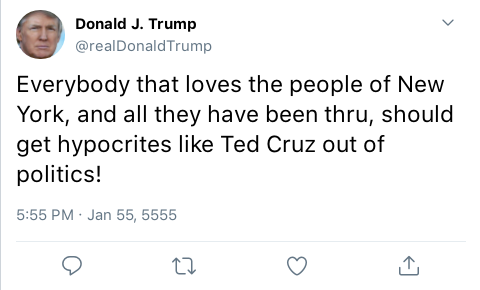 Donald J. Trump
@realDonaldTrump
Everybody that loves the people of New
York, and all they have been thru, should
get hypocrites like Ted Cruz out of
politics!
5:55 PM · Jan 55, 5555